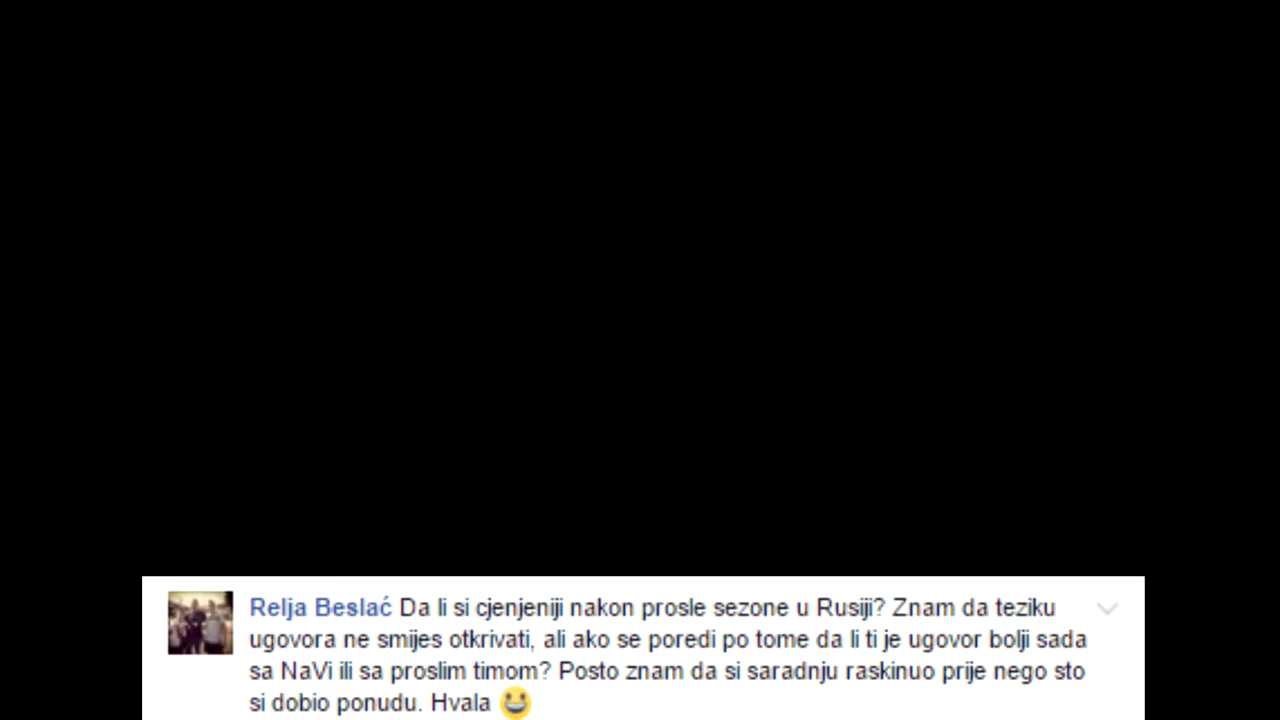 Relja Beslać Da li si cjenjeniji nakon prosle sezone u Rusiji? Znam da teziku
ugovora ne smijes otkrivati, ali ako se poredi po tome da li ti je ugovor bolji sada
sa NaVi ili sa proslim timom? Posto znam da si saradnju raskinuo prije nego sto
si dobio ponudu. Hvala 😀